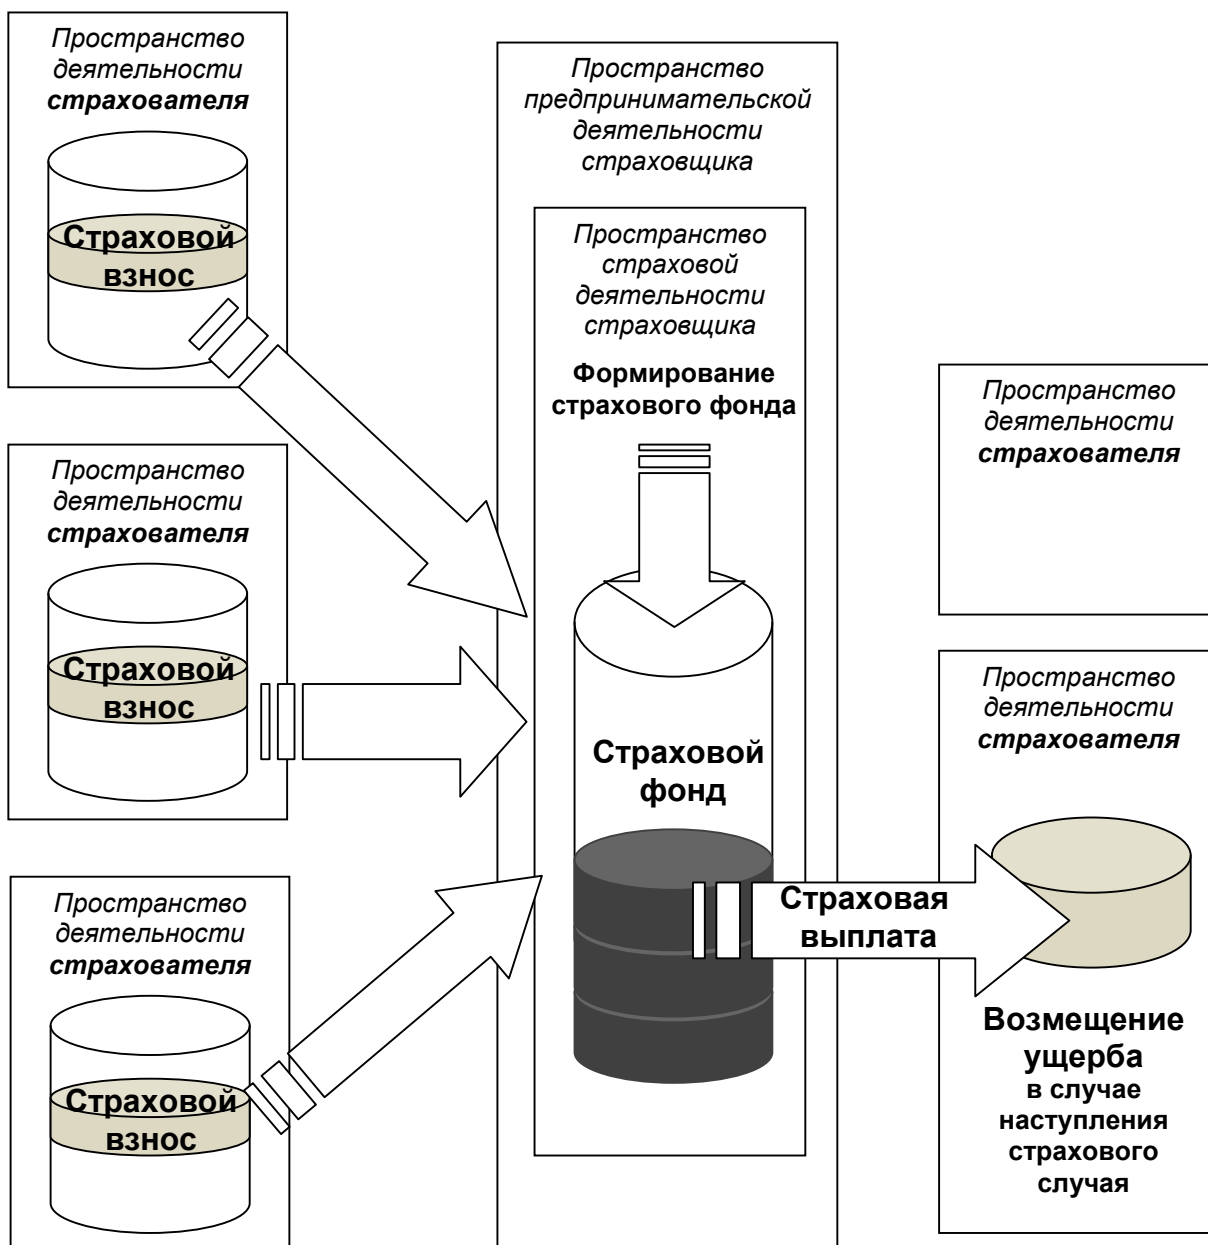 Пространство
деятельности
страхователя
Страховой
взнос
Пространство
деятельности
страхователя
Страховой
взнос
Пространство
деятельности
страхователя
Страховой
взнос
Пространство
предпринимательской
деятельности
страховщика
Пространство
страховой
деятельности
страховщика
Формирование
страхового фонда
Страховой
фонд
Страховая
выплата
Пространство
деятельности
страхователя
Пространство
деятельности
страхователя
Возмещение
ущерба
в случае
наступления
страхового
случая